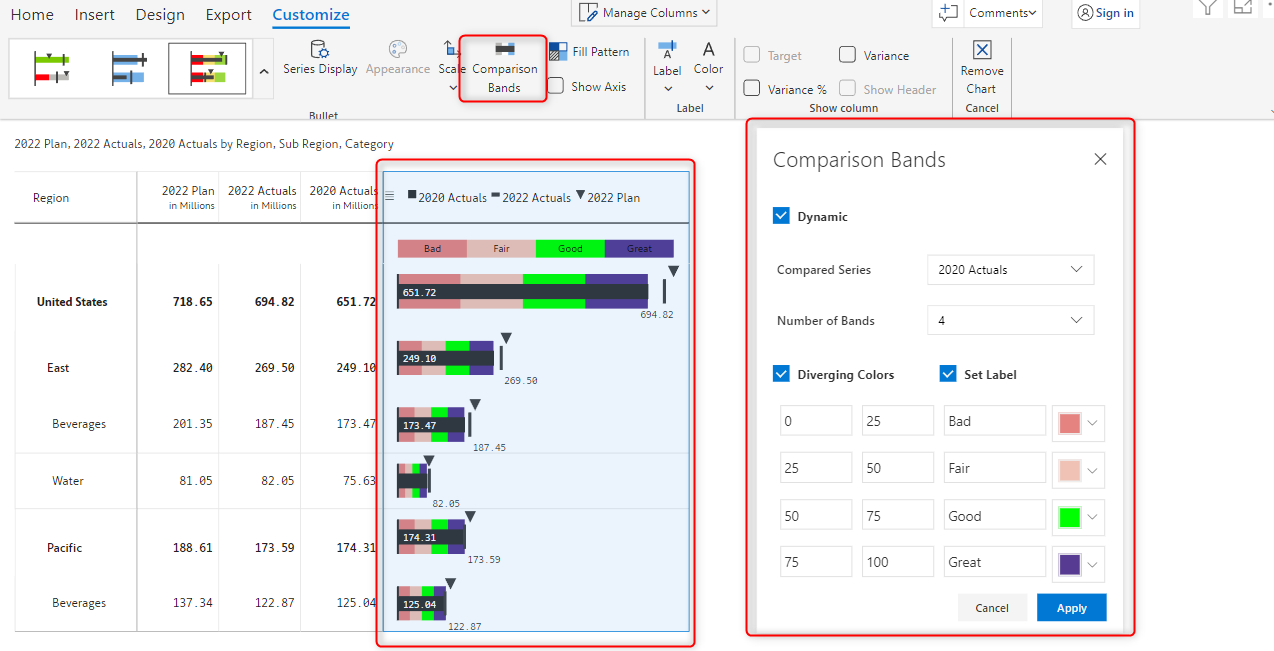 Home Insert Design Export Customize
Manage Columns
Comments
Sign in
Series Display
Appearance
Scale
Comparison
Bands
Fill Pattern
Show Axis
Bullet
Label
Color
Label
Target
Variance
Variance %
Show Header
Show column
Remove
Chart
Cancel
2022 Plan, 2022 Actuals, 2020 Actuals by Region, Sub Region, Category
Region
2022 Plan
in Millions
2022 Actuals
in Millions
2020 Actuals
in Millions
2020 Actuals 2022 Actuals 2022 Plan
Bad Fair Good Great
United States 718.65 694.82 651.72 651.72
694.82
East 282.40 269.50 249.10 249.10
269.50
Beverages 201.35 187.45 173.47 173.47
187.45
Water 81.05 82.05 75.63
82.05
Pacific 188.61 173.59 174.31 174.31
173.59
Beverages 137.34 122.87 125.04 125.04
122.87
Comparison Bands
Dynamic
Compared Series 2020 Actuals
Number of Bands 4
Diverging Colors Set Label
0 25 Bad
25 50 Fair
50 75 Good
75 100 Great
Cancel Apply